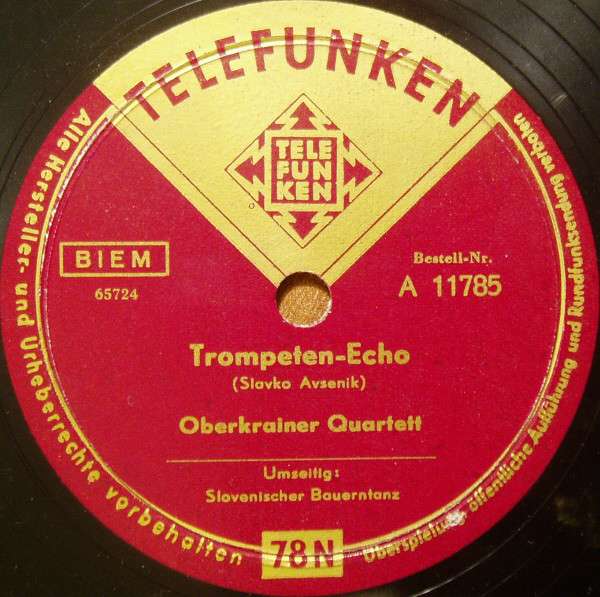 TELEFUNKEN
TELE
FUN
KEN
BIEM
65724
Bestell-Nr.
A 11785
Trompeten-Echo
(Slavko Avsenik)
Oberkrainer Quartett
Umseitig:
Slovenischer Bauerntanz
78N
Alle Hersteller- und Urheberrechte vorbehalten
Überspielung, öffentliche Aufführung und Rundfunksendung verboten